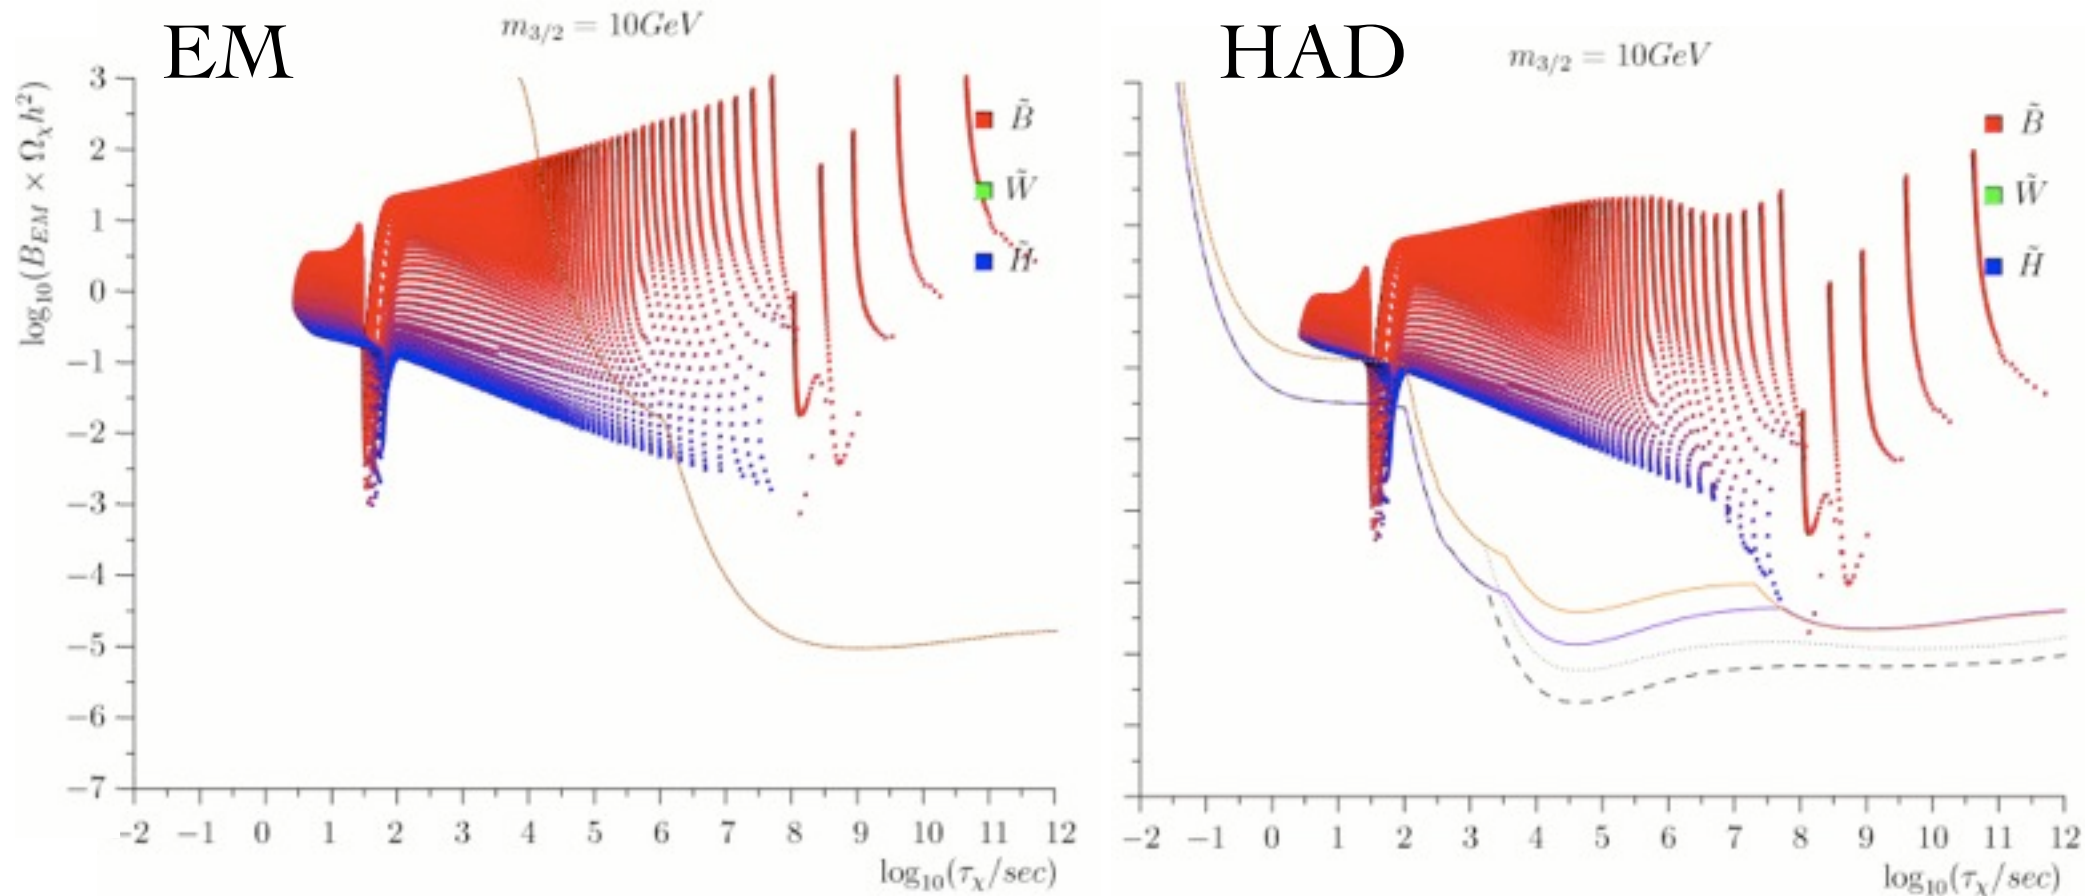 EM
m_{3/2} = 10GeV
log_{10}(B_{EM} × Ω_χ h^2)
3
2
1
0
−1
−2
−3
−4
−5
−6
−7
B̃
W̃
H̃
-2 −1 0 1 2 3 4 5 6 7 8 9 10 11 12
log_{10}(τ_χ/sec)
HAD
m_{3/2} = 10GeV
B̃
W̃
H̃
−2 −1 0 1 2 3 4 5 6 7 8 9 10 11 12
log_{10}(τ_χ/sec)